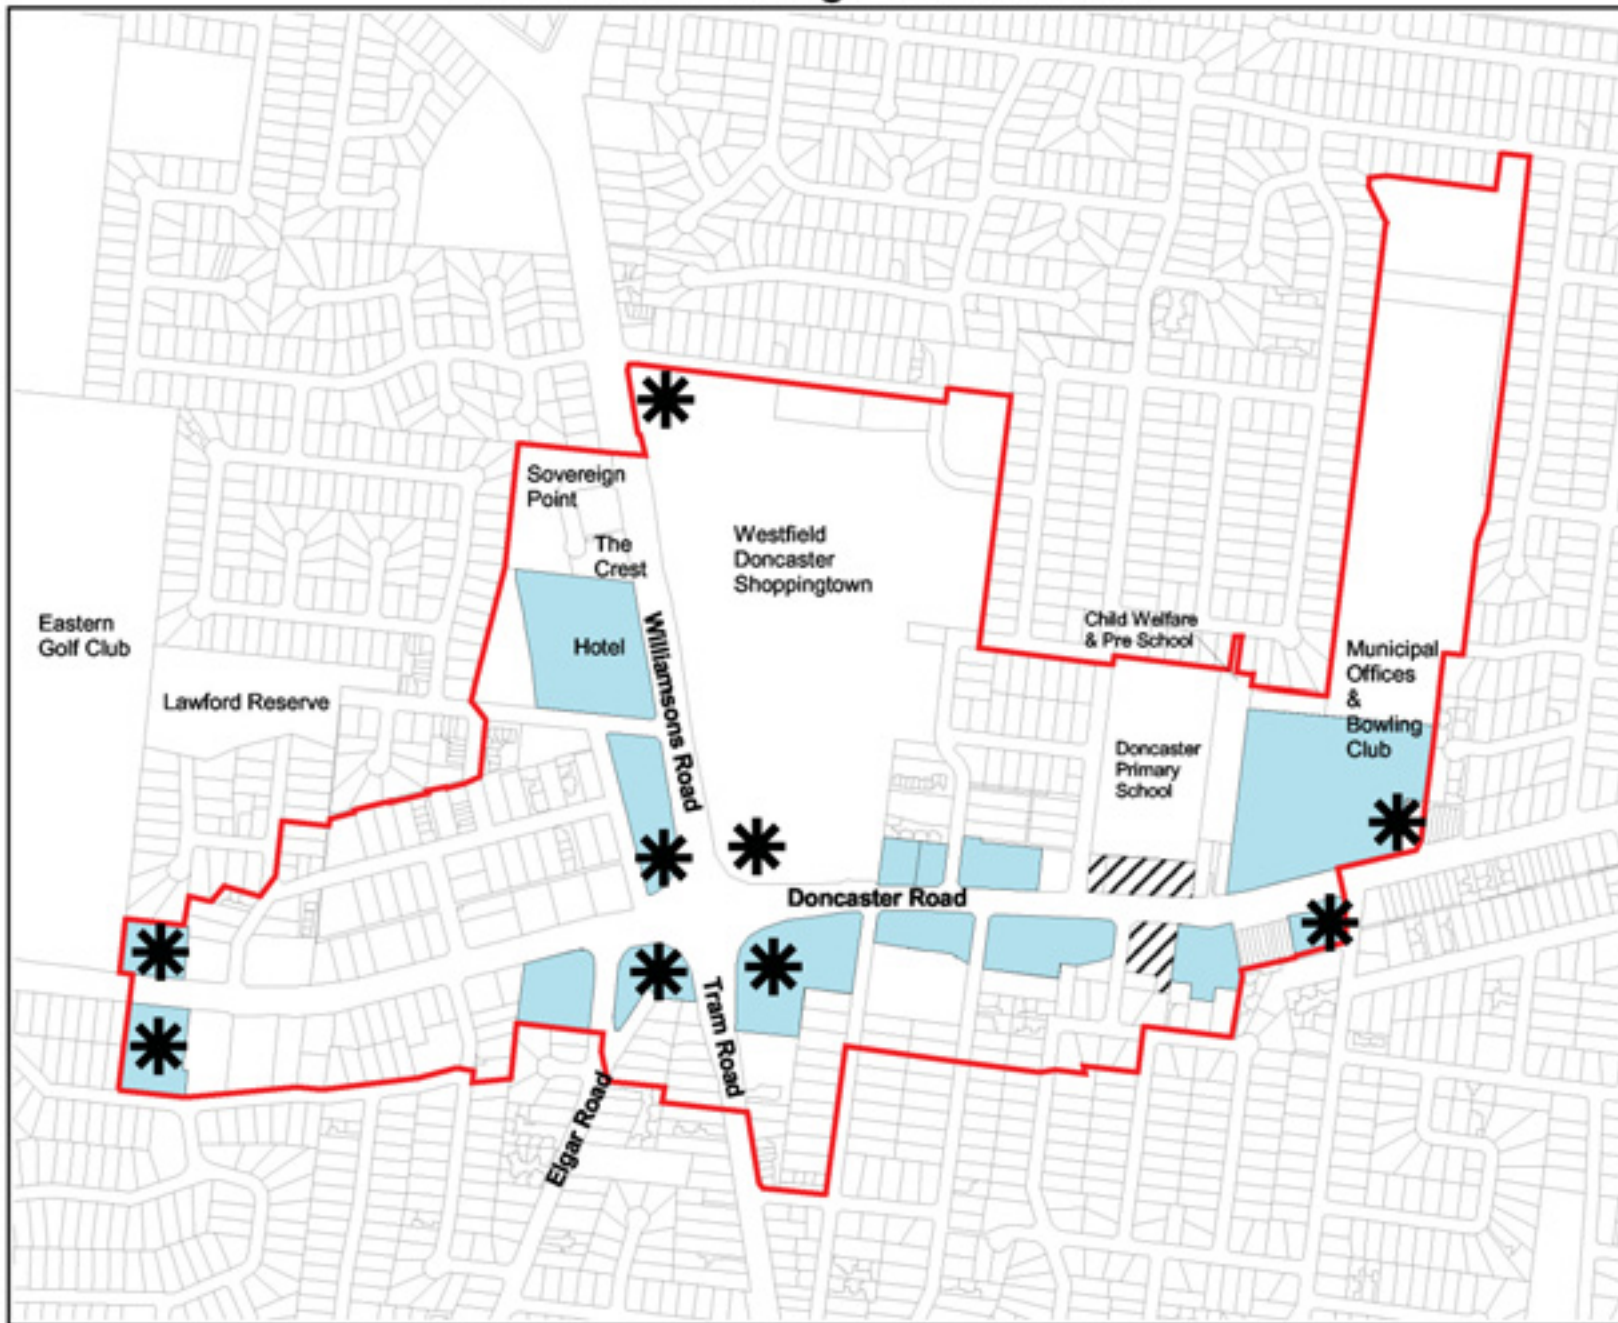 Sovereign
Point
The
Crest
Westfield
Doncaster
Shoppingtown
Eastern
Golf Club
Hotel
Lawford Reserve
Williamsons Road
Child Welfare
& Pre School
Municipal
Offices
&
Bowling
Club
Doncaster
Primary
School
Doncaster Road
Tram Road
Elgar Road